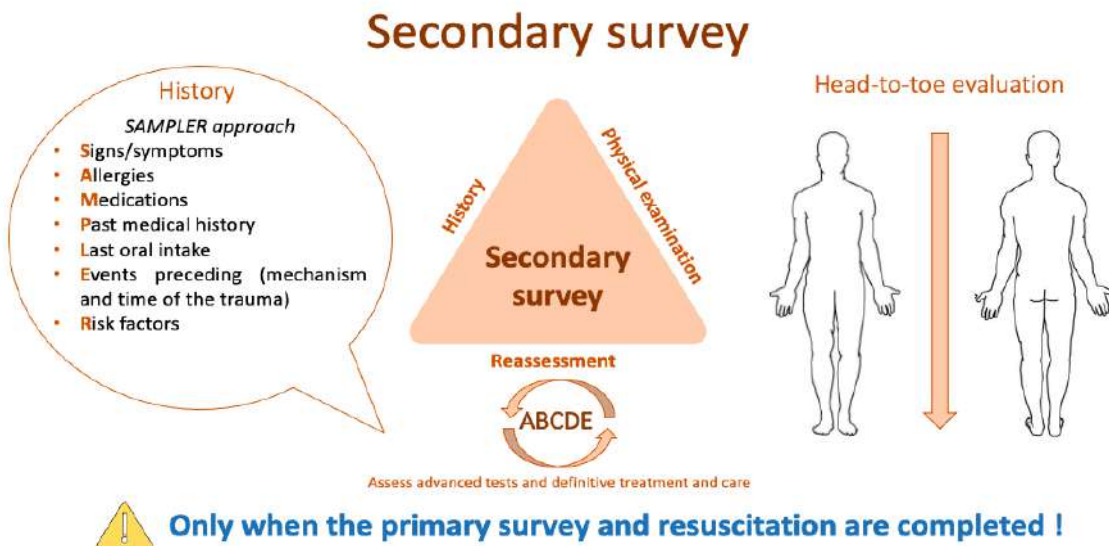 Secondary survey
History
SAMPLER approach
• Signs/symptoms
• Allergies
• Medications
• Past medical history
• Last oral intake
• Events preceding (mechanism
and time of the trauma)
• Risk factors
History
Physical examination
Secondary
survey
Reassessment
ABCDE
Assess advanced tests and definitive treatment and care
Head-to-toe evaluation
! Only when the primary survey and resuscitation are completed !